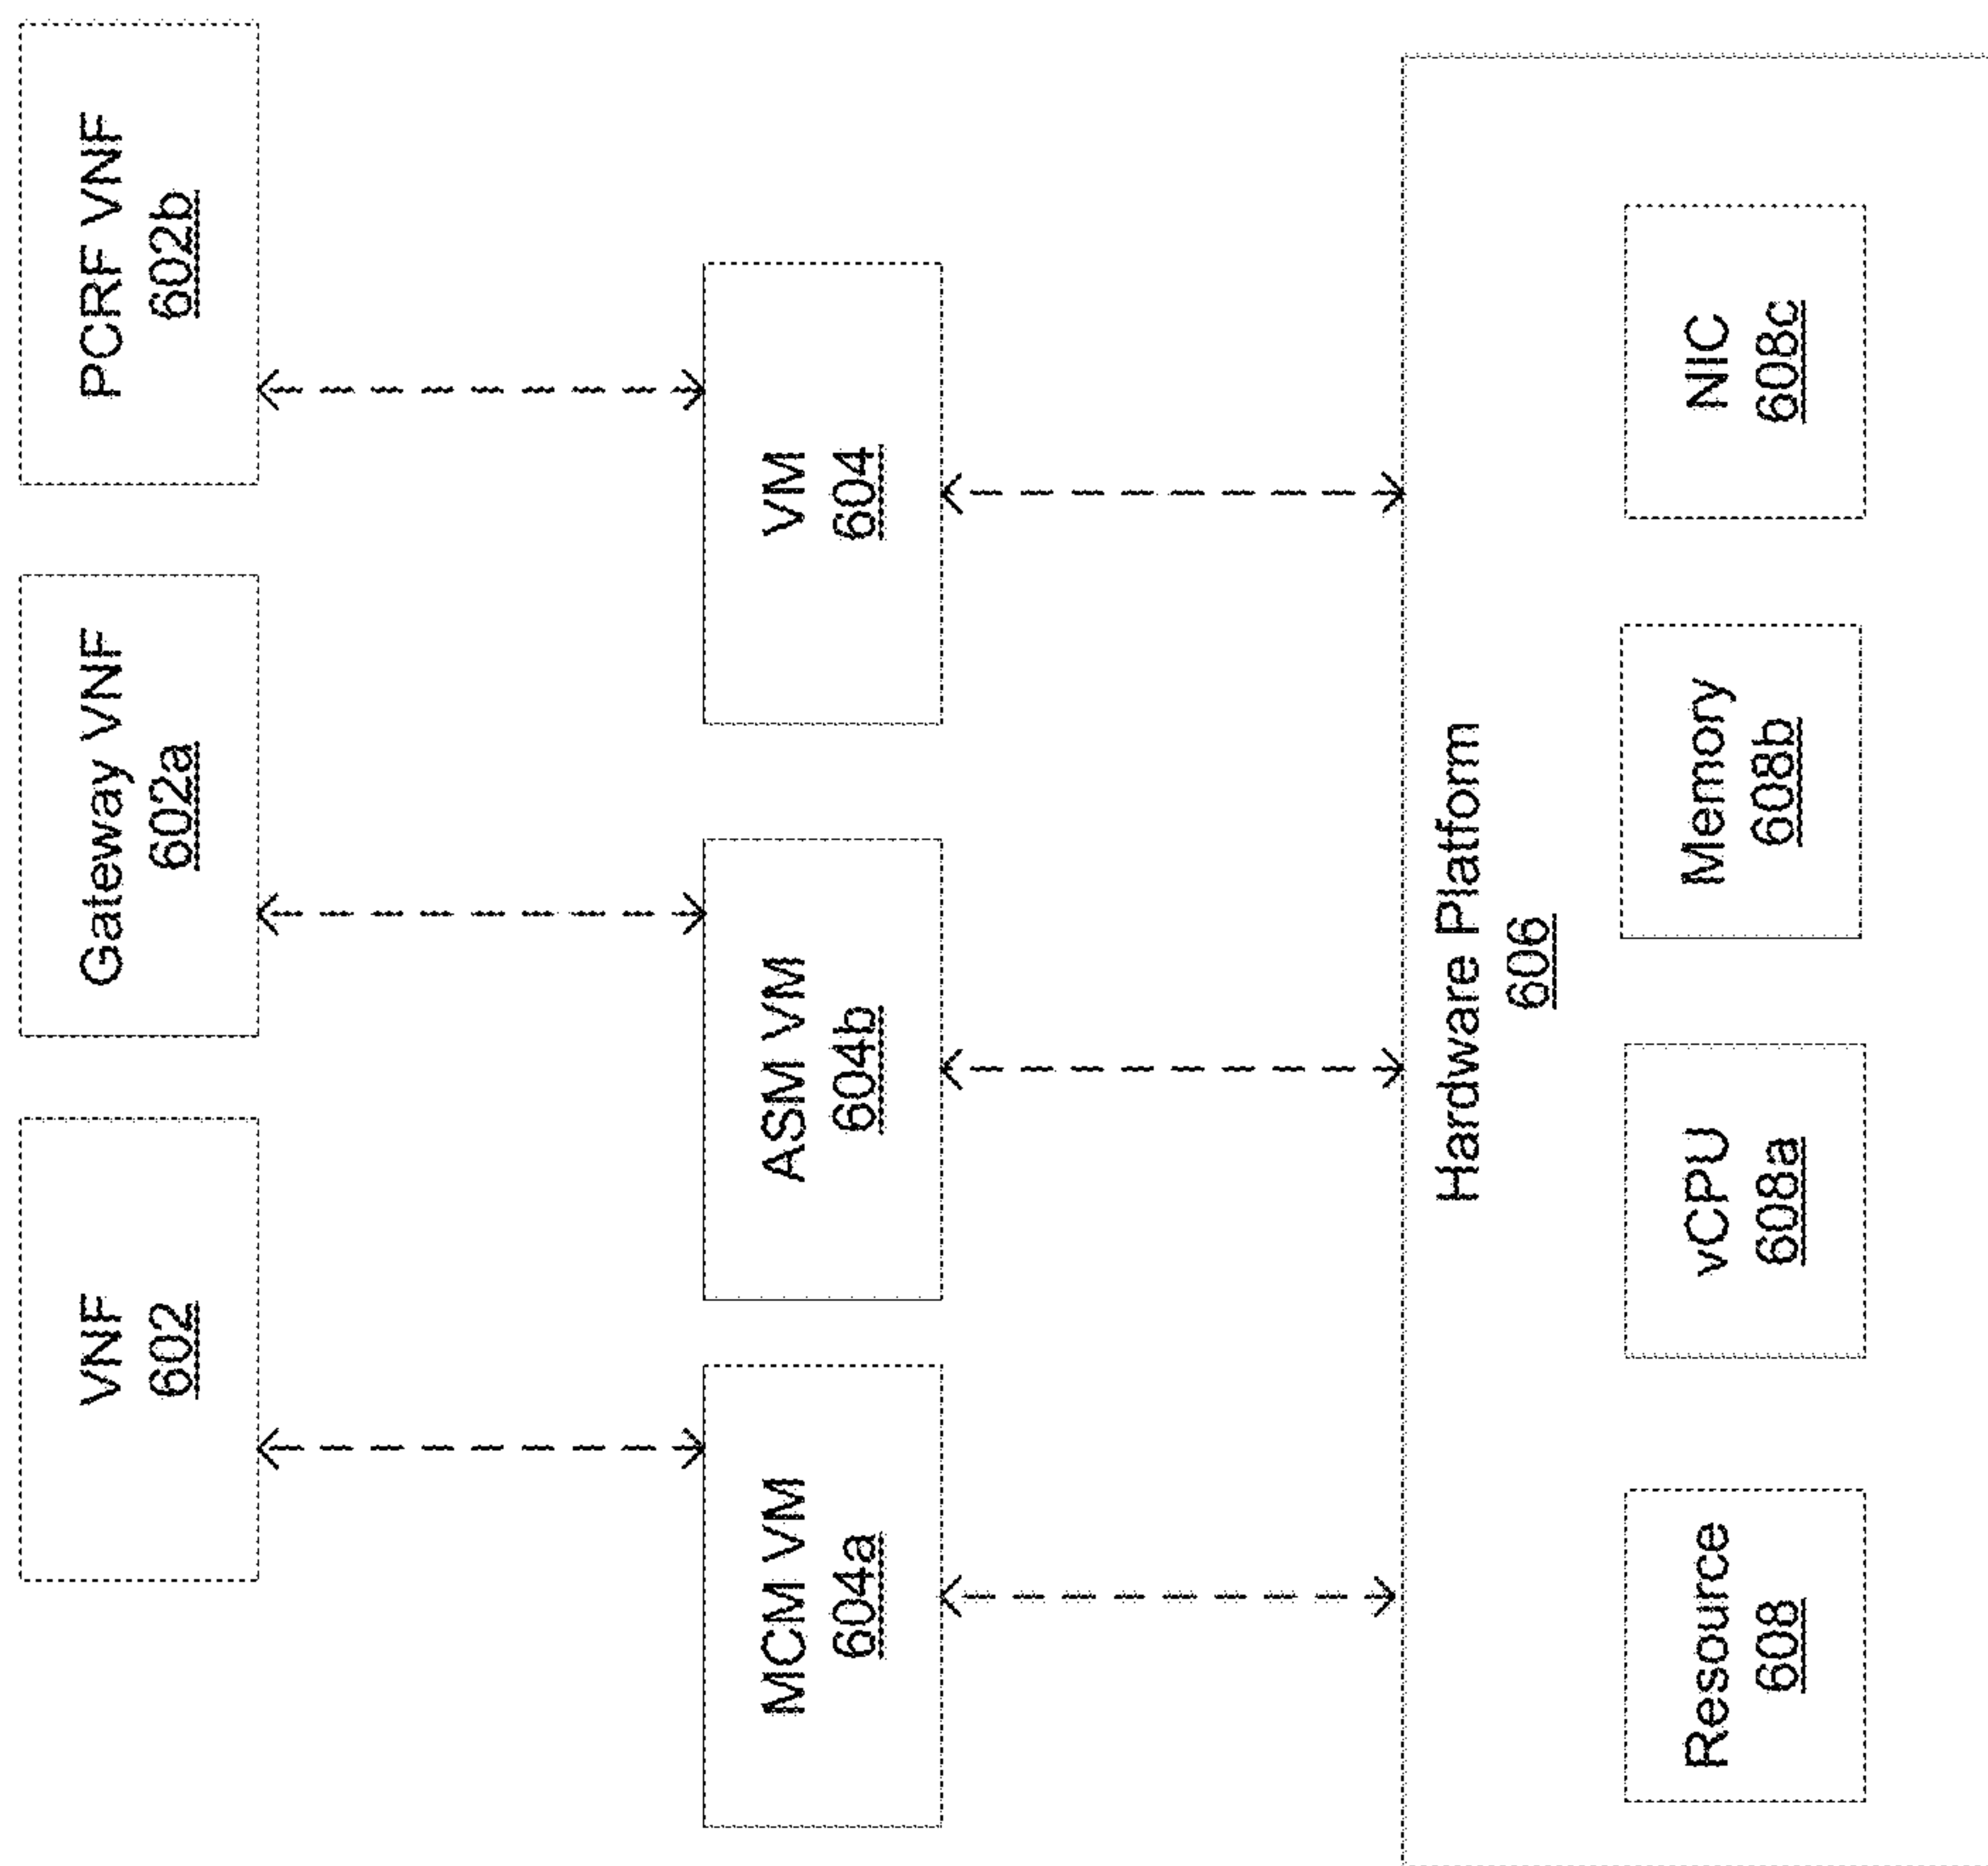 VNF
602
Gateway VNF
602a
PCRF VNF
602b
MCM VM
604a
ASM VM
604b
VM
604
Hardware Platform
606
Resource
608
vCPU
608a
Memory
608b
NIC
608c